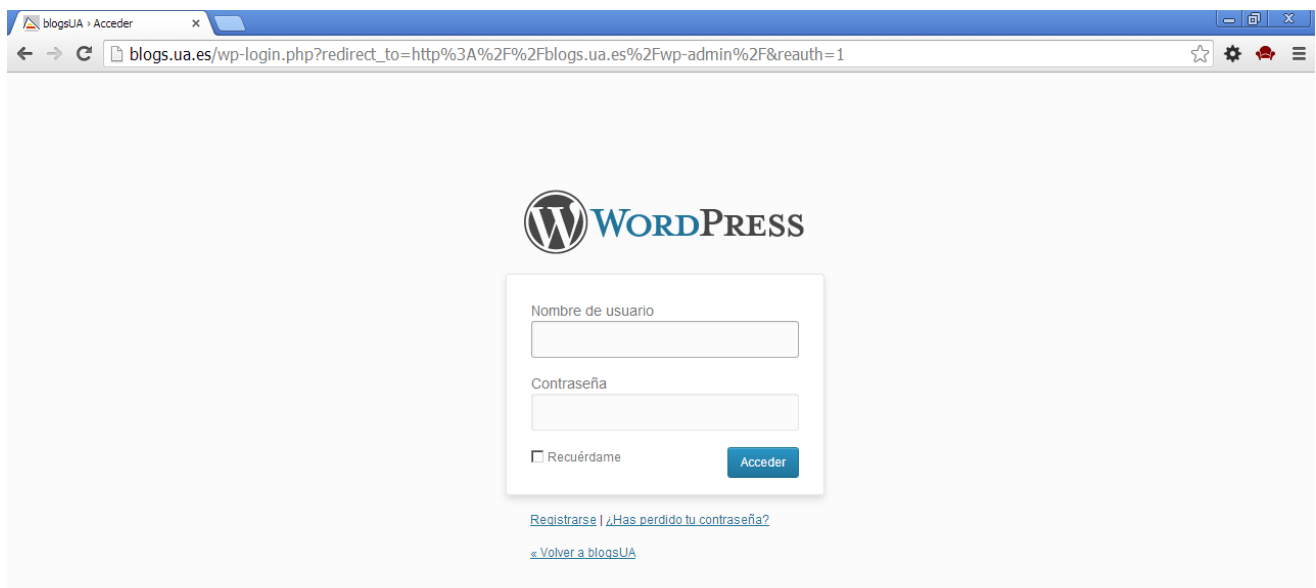 blogsUA › Acceder
blogs.ua.es/wp-login.php?redirect_to=http%3A%2F%2Fblogs.ua.es%2Fwp-admin%2F&reauth=1
WORDPRESS
Nombre de usuario
Contraseña
Recuérdame
Acceder
Registrarse | ¿Has perdido tu contraseña?
« Volver a blogsUA